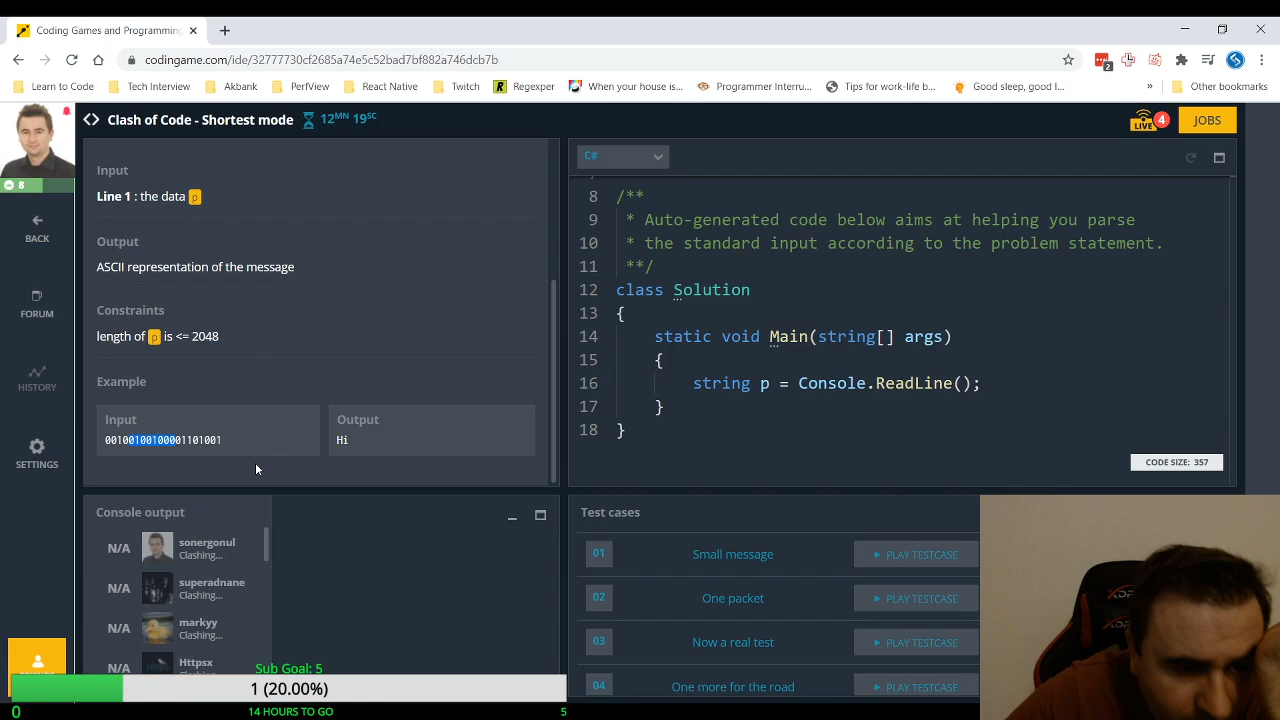 Coding Games and Programming
codingame.com/ide/32777730cf2685a74e5c52bd7bf082a746dcb7b
Learn to Code
Tech Interview
Akbank
PerfView
React Native
Twitch
Regexper
When your house is...
Programmer Interru...
Tips for work-life b...
Good sleep, good l...
»
Other bookmarks
2
<> Clash of Code - Shortest mode
12MN 19SC
LIVE
4
JOBS
8
BACK
FORUM
HISTORY
SETTINGS
Input
Line 1 : the data p
Output
ASCII representation of the message
Constraints
length of p is <= 2048
Example
Input
00100100100001101001
Output
Hi
C#
8 /**
9 * Auto-generated code below aims at helping you parse
10 * the standard input according to the problem statement.
11 **/
12 class Solution
13 {
14 static void Main(string[] args)
15 {
16 string p = Console.ReadLine();
17 }
18 }
CODE SIZE: 357
Console output
N/A
sonergonul
Clashing...
N/A
superadnane
Clashing...
N/A
markyy
Clashing...
N/A
Httpsx
Clashing...
Test cases
01 Small message
PLAY TESTCASE
02 One packet
PLAY TESTCASE
03 Now a real test
PLAY TESTCASE
04 One more for the road
PLAY TESTCASE
Sub Goal: 5
1 (20.00%)
0
14 HOURS TO GO
5